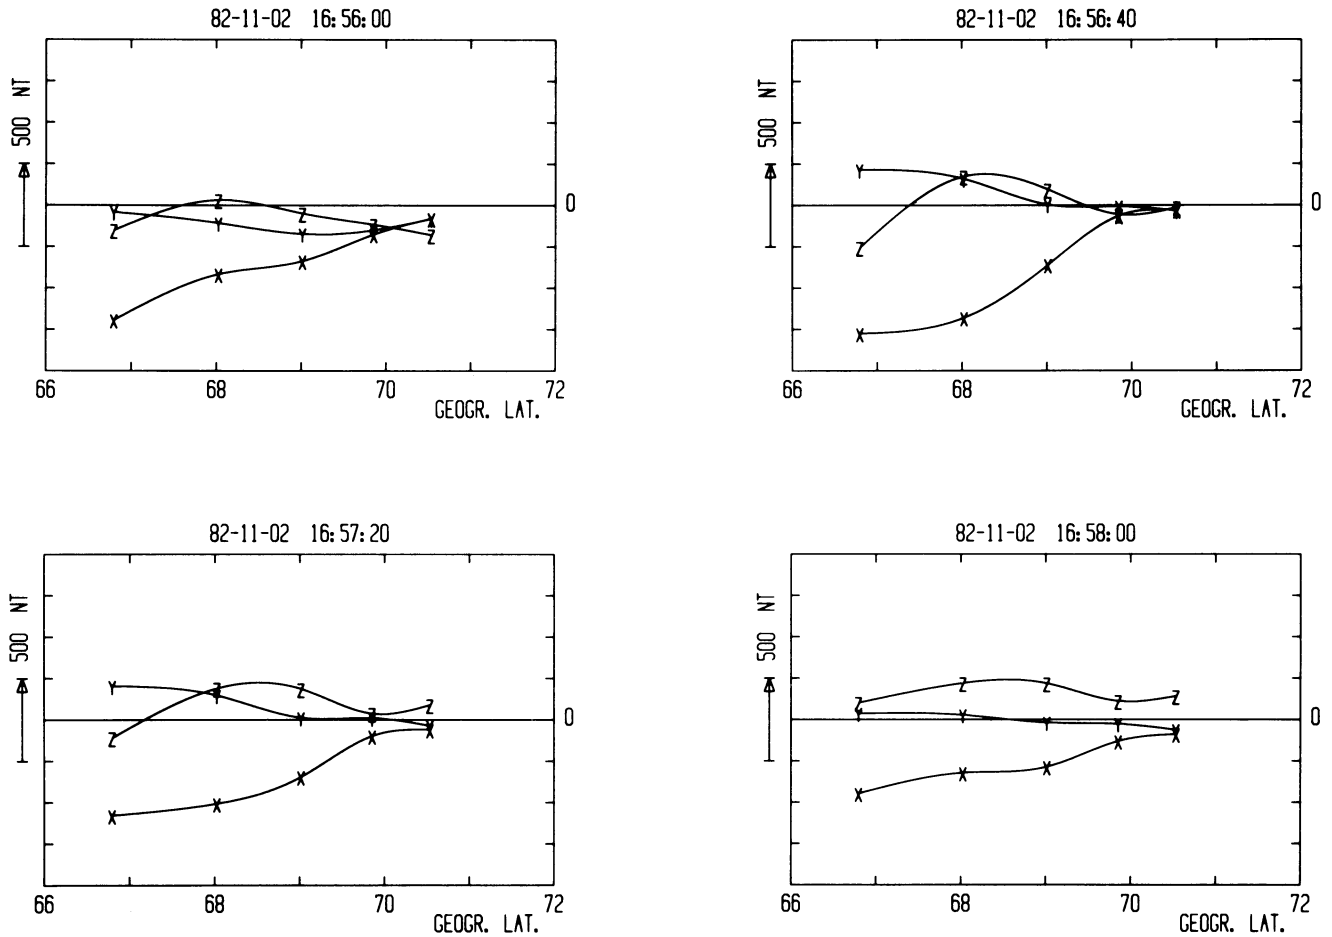 82-11-02 16:56:00
500 NT
0
66 68 70 72
GEOGR. LAT.
Y Y Y Y
Z Z Z Z Z
X X X X X
82-11-02 16:56:40
500 NT
0
66 68 70 72
GEOGR. LAT.
Y Y
Z Z
X X X
82-11-02 16:57:20
500 NT
0
66 68 70 72
GEOGR. LAT.
Y Y Y
Z Z Z Z
X X X X X
82-11-02 16:58:00
500 NT
0
66 68 70 72
GEOGR. LAT.
Z Z Z Z Z
Y Y Y Y
X X X X X